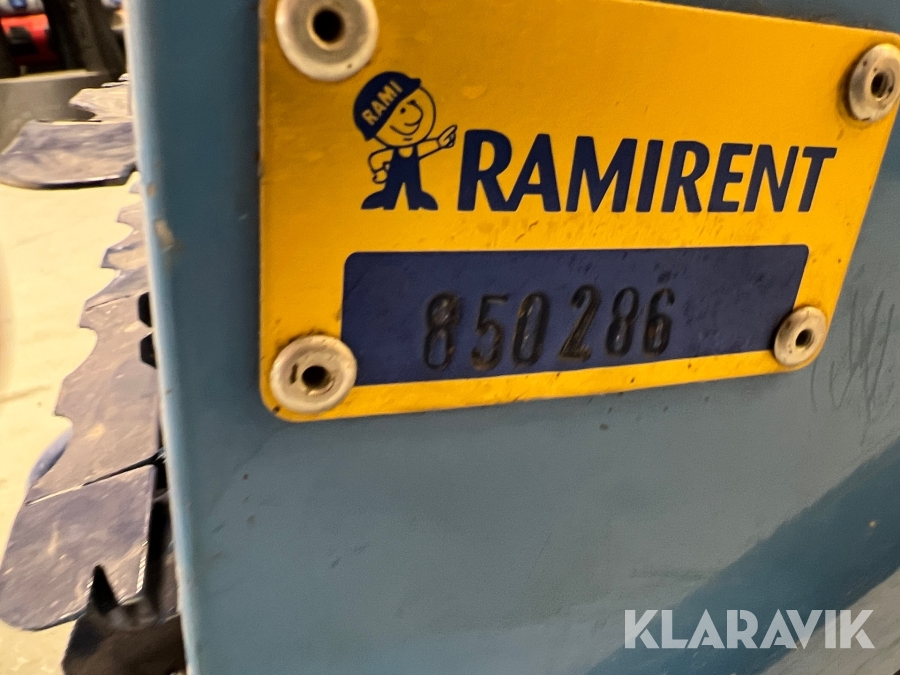 RAMI
RAMIRENT
850286
KLARAVIK